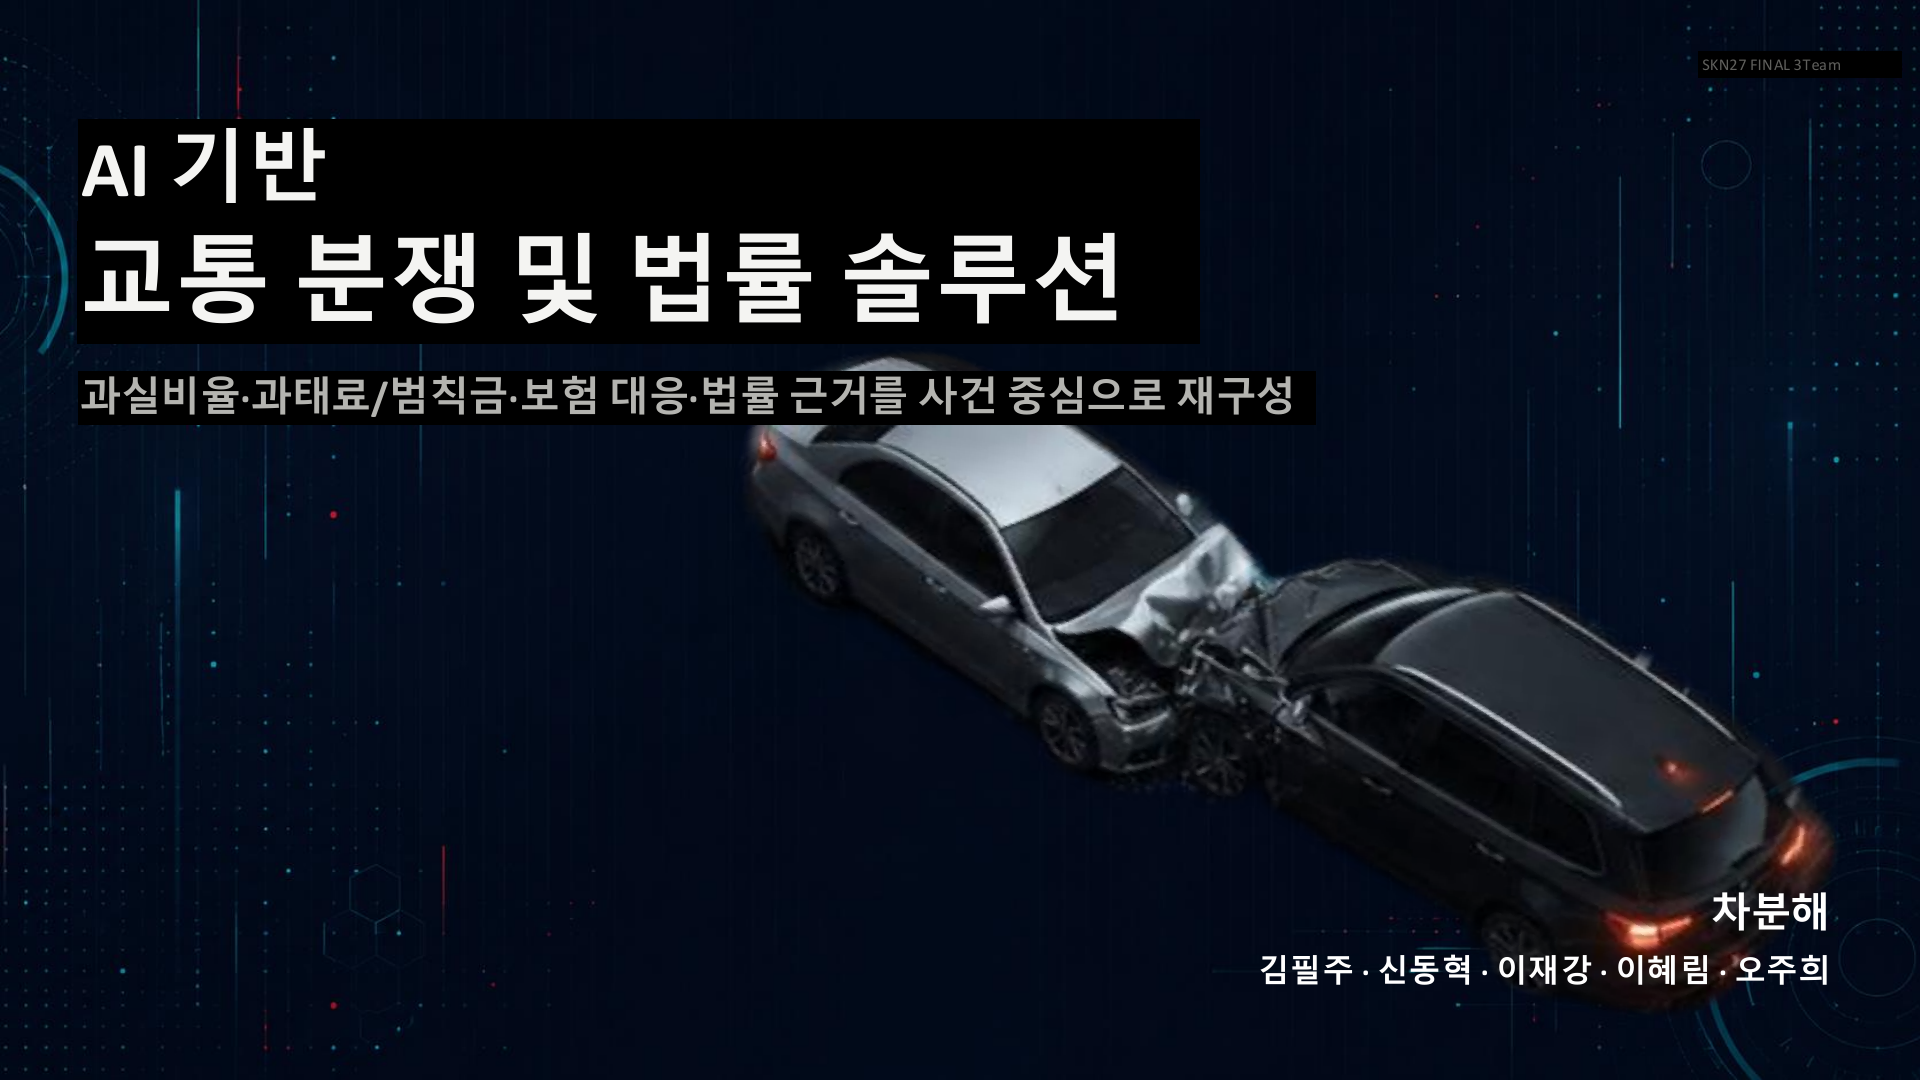 SKN27 FINAL 3Team
AI 기반
교통 분쟁 및 법률 솔루션
과실비율·과태료/범칙금·보험 대응·법률 근거를 사건 중심으로 재구성
차분해
김필주 · 신동혁 · 이재강 · 이혜림 · 오주희